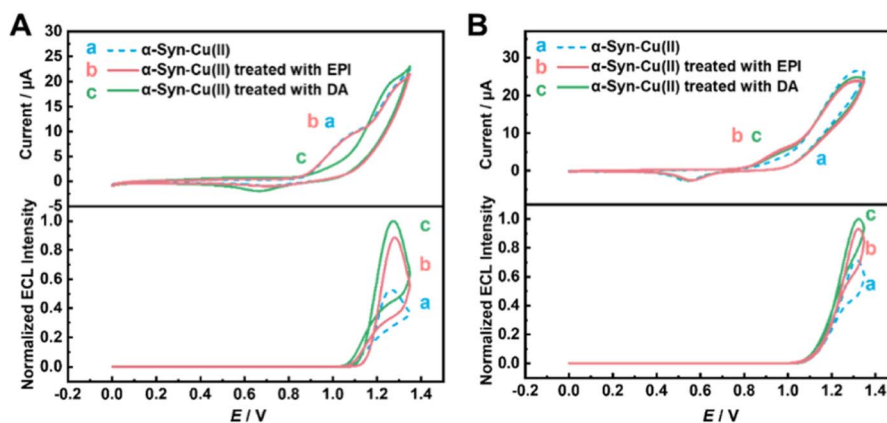 A
a α-Syn-Cu(II)
b α-Syn-Cu(II) treated with EPI
c α-Syn-Cu(II) treated with DA
b a
c
Current / μA
30
25
20
15
10
5
0
-5
c
b
a
Normalized ECL Intensity
1.0
0.8
0.6
0.4
0.2
0.0
-0.2 0.0 0.2 0.4 0.6 0.8 1.0 1.2 1.4
E / V
B
a α-Syn-Cu(II)
b α-Syn-Cu(II) treated with EPI
c α-Syn-Cu(II) treated with DA
b c
a
Current / μA
30
20
10
0
c
b
a
Normalized ECL Intensity
1.0
0.8
0.6
0.4
0.2
0.0
-0.2 0.0 0.2 0.4 0.6 0.8 1.0 1.2 1.4
E / V